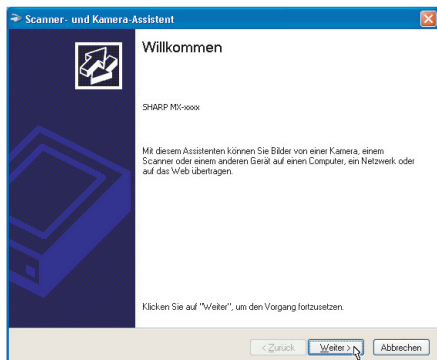 Scanner- und Kamera-Assistent
Willkommen
SHARP MX-xxxx
Mit diesem Assistenten können Sie Bilder von einer Kamera, einem
Scanner oder einem anderen Gerät auf einen Computer, ein Netzwerk oder
auf das Web übertragen.
Klicken Sie auf "Weiter", um den Vorgang fortzusetzen.
< Zurück Weiter > Abbrechen